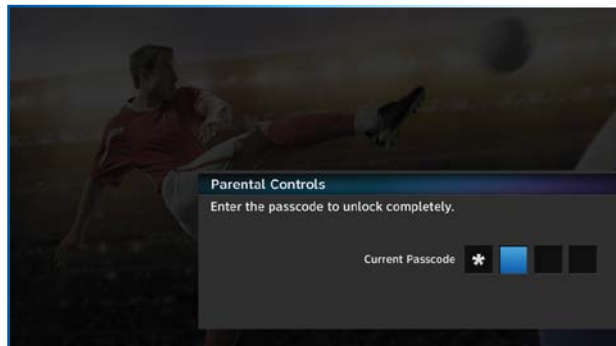 Parental Controls
Enter the passcode to unlock completely.
Current Passcode *